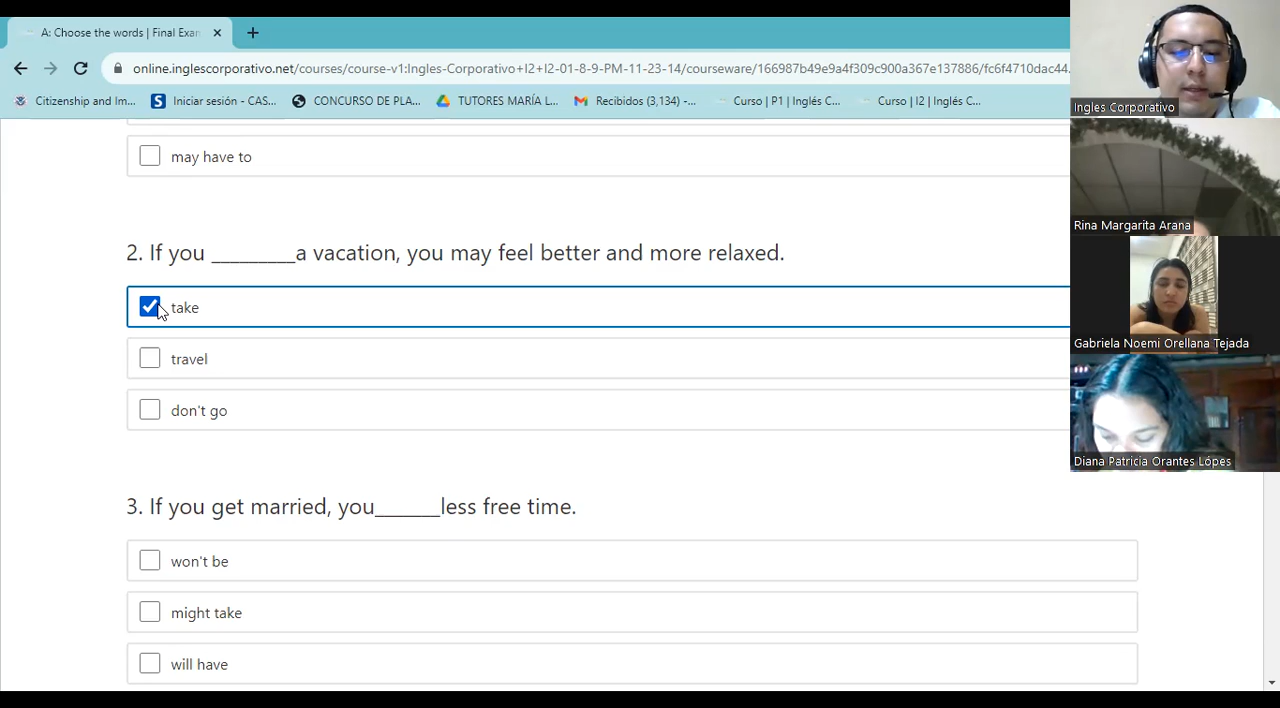 A: Choose the words | Final Exan
online.inglescorporativo.net/courses/course-v1:Ingles-Corporativo+I2+I2-01-8-9-PM-11-23-14/courseware/166987b49e9a4f309c900a367e137886/fc6f4710dac44.
Citizenship and Im...
Iniciar sesión - CAS...
CONCURSO DE PLA...
TUTORES MARÍA L...
Recibidos (3,134) -...
Curso | P1 | Inglés C...
Curso | I2 | Inglés C...
may have to
2. If you _________a vacation, you may feel better and more relaxed.
take
travel
don't go
3. If you get married, you______less free time.
won't be
might take
will have
Ingles Corporativo
Rina Margarita Arana
Gabriela Noemi Orellana Tejada
Diana Patricia Orantes Lópes